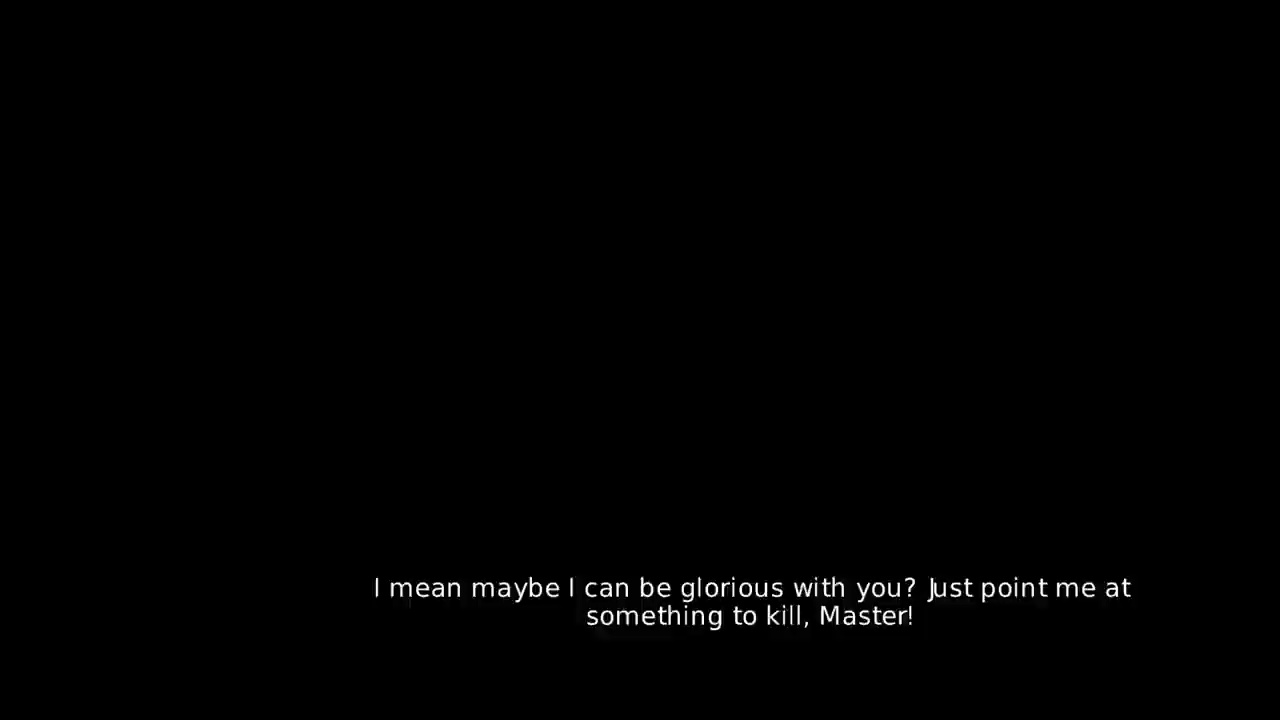 I mean maybe I can be glorious with you? Just point me at
something to kill, Master!